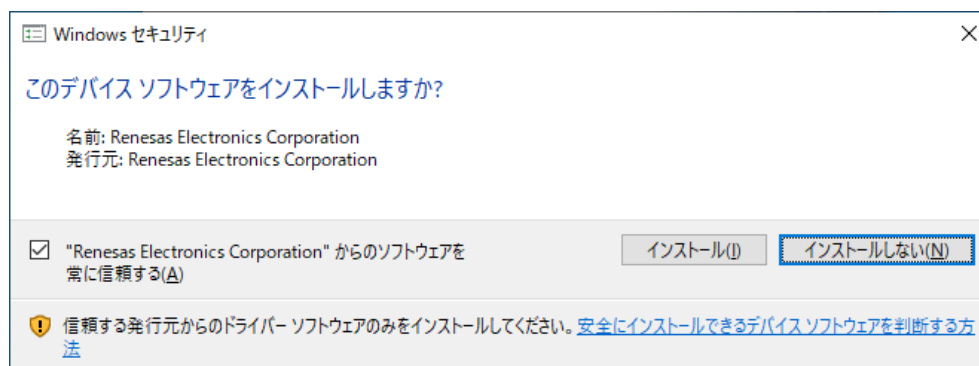 Windows セキュリティ
このデバイス ソフトウェアをインストールしますか?
名前: Renesas Electronics Corporation
発行元: Renesas Electronics Corporation
"Renesas Electronics Corporation" からのソフトウェアを
常に信頼する(A)
インストール(I)
インストールしない(N)
信頼する発行元からのドライバー ソフトウェアのみをインストールしてください。安全にインストールできるデバイス ソフトウェアを判断する方
法